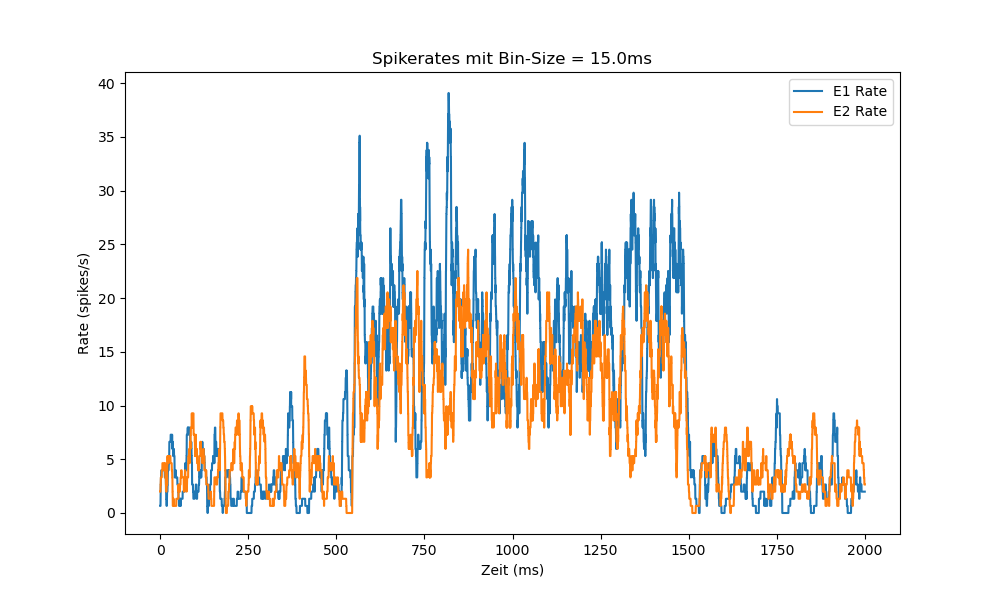 Spikerates mit Bin-Size = 15.0ms
E1 Rate
E2 Rate
40
35
30
25
20
15
10
5
0
Rate (spikes/s)
0 250 500 750 1000 1250 1500 1750 2000
Zeit (ms)